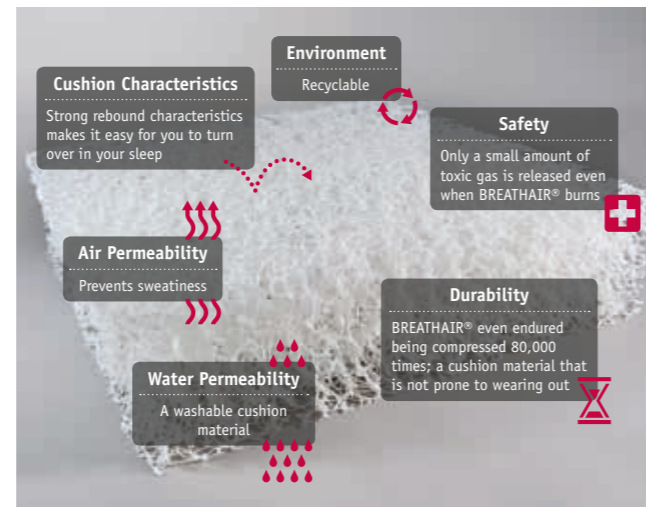 Environment
Recyclable
Cushion Characteristics
Strong rebound characteristics
makes it easy for you to turn
over in your sleep
Safety
Only a small amount of
toxic gas is released even
when BREATHAIR® burns
Air Permeability
Prevents sweatiness
Durability
BREATHAIR® even endured
being compressed 80,000
times; a cushion material that
is not prone to wearing out
Water Permeability
A washable cushion
material